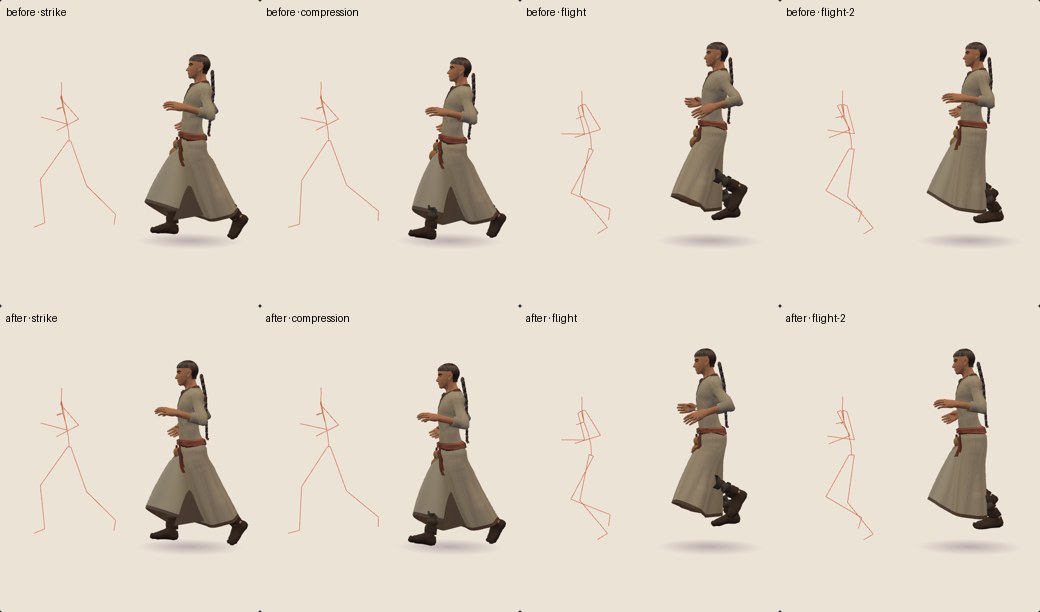 before·strike
before·compression
before·flight
before·flight-2
after·strike
after·compression
after·flight
after·flight-2